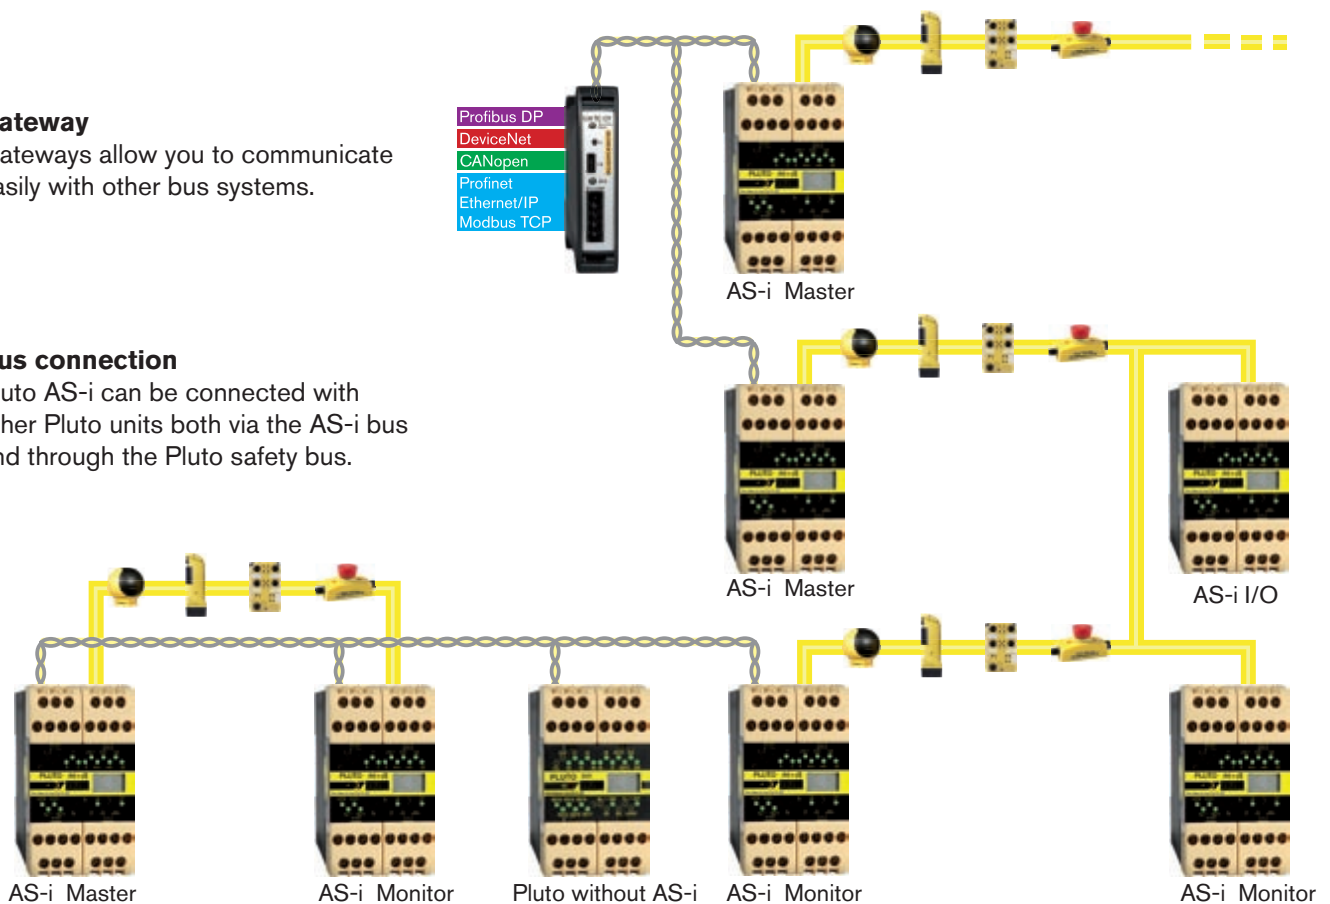 ateway
ateways allow you to communicate
asily with other bus systems.
Profibus DP
DeviceNet
CANopen
Profinet
Ethernet/IP
Modbus TCP
AS-i Master
us connection
uto AS-i can be connected with
her Pluto units both via the AS-i bus
nd through the Pluto safety bus.
AS-i Master
AS-i I/O
AS-i Master
AS-i Monitor
Pluto without AS-i
AS-i Monitor
AS-i Monitor